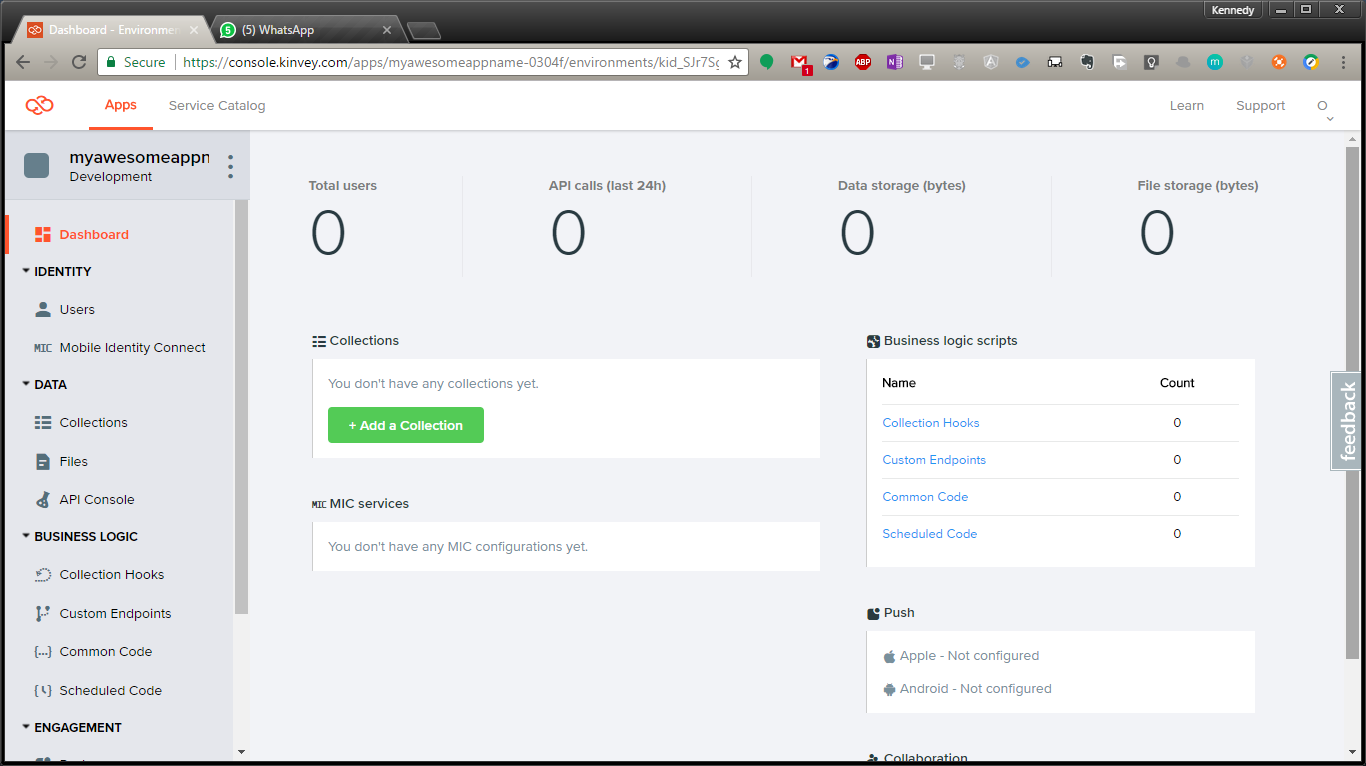 Kennedy
Dashboard - Environmen
(5) WhatsApp
5
Secure
https://console.kinvey.com/apps/myawesomeappname-0304f/environments/kid_SJr7Sg
1
ABP
N
m
Apps
Service Catalog
Learn
Support
O
myawesomeappn
Development
Dashboard
IDENTITY
Users
MIC Mobile Identity Connect
DATA
Collections
Files
API Console
BUSINESS LOGIC
Collection Hooks
Custom Endpoints
{...} Common Code
Scheduled Code
ENGAGEMENT
Total users
0
API calls (last 24h)
0
Data storage (bytes)
0
File storage (bytes)
0
Collections
You don't have any collections yet.
+ Add a Collection
MIC MIC services
You don't have any MIC configurations yet.
Business logic scripts
Name Count
Collection Hooks 0
Custom Endpoints 0
Common Code 0
Scheduled Code 0
Push
Apple - Not configured
Android - Not configured
Collaboration
feedback